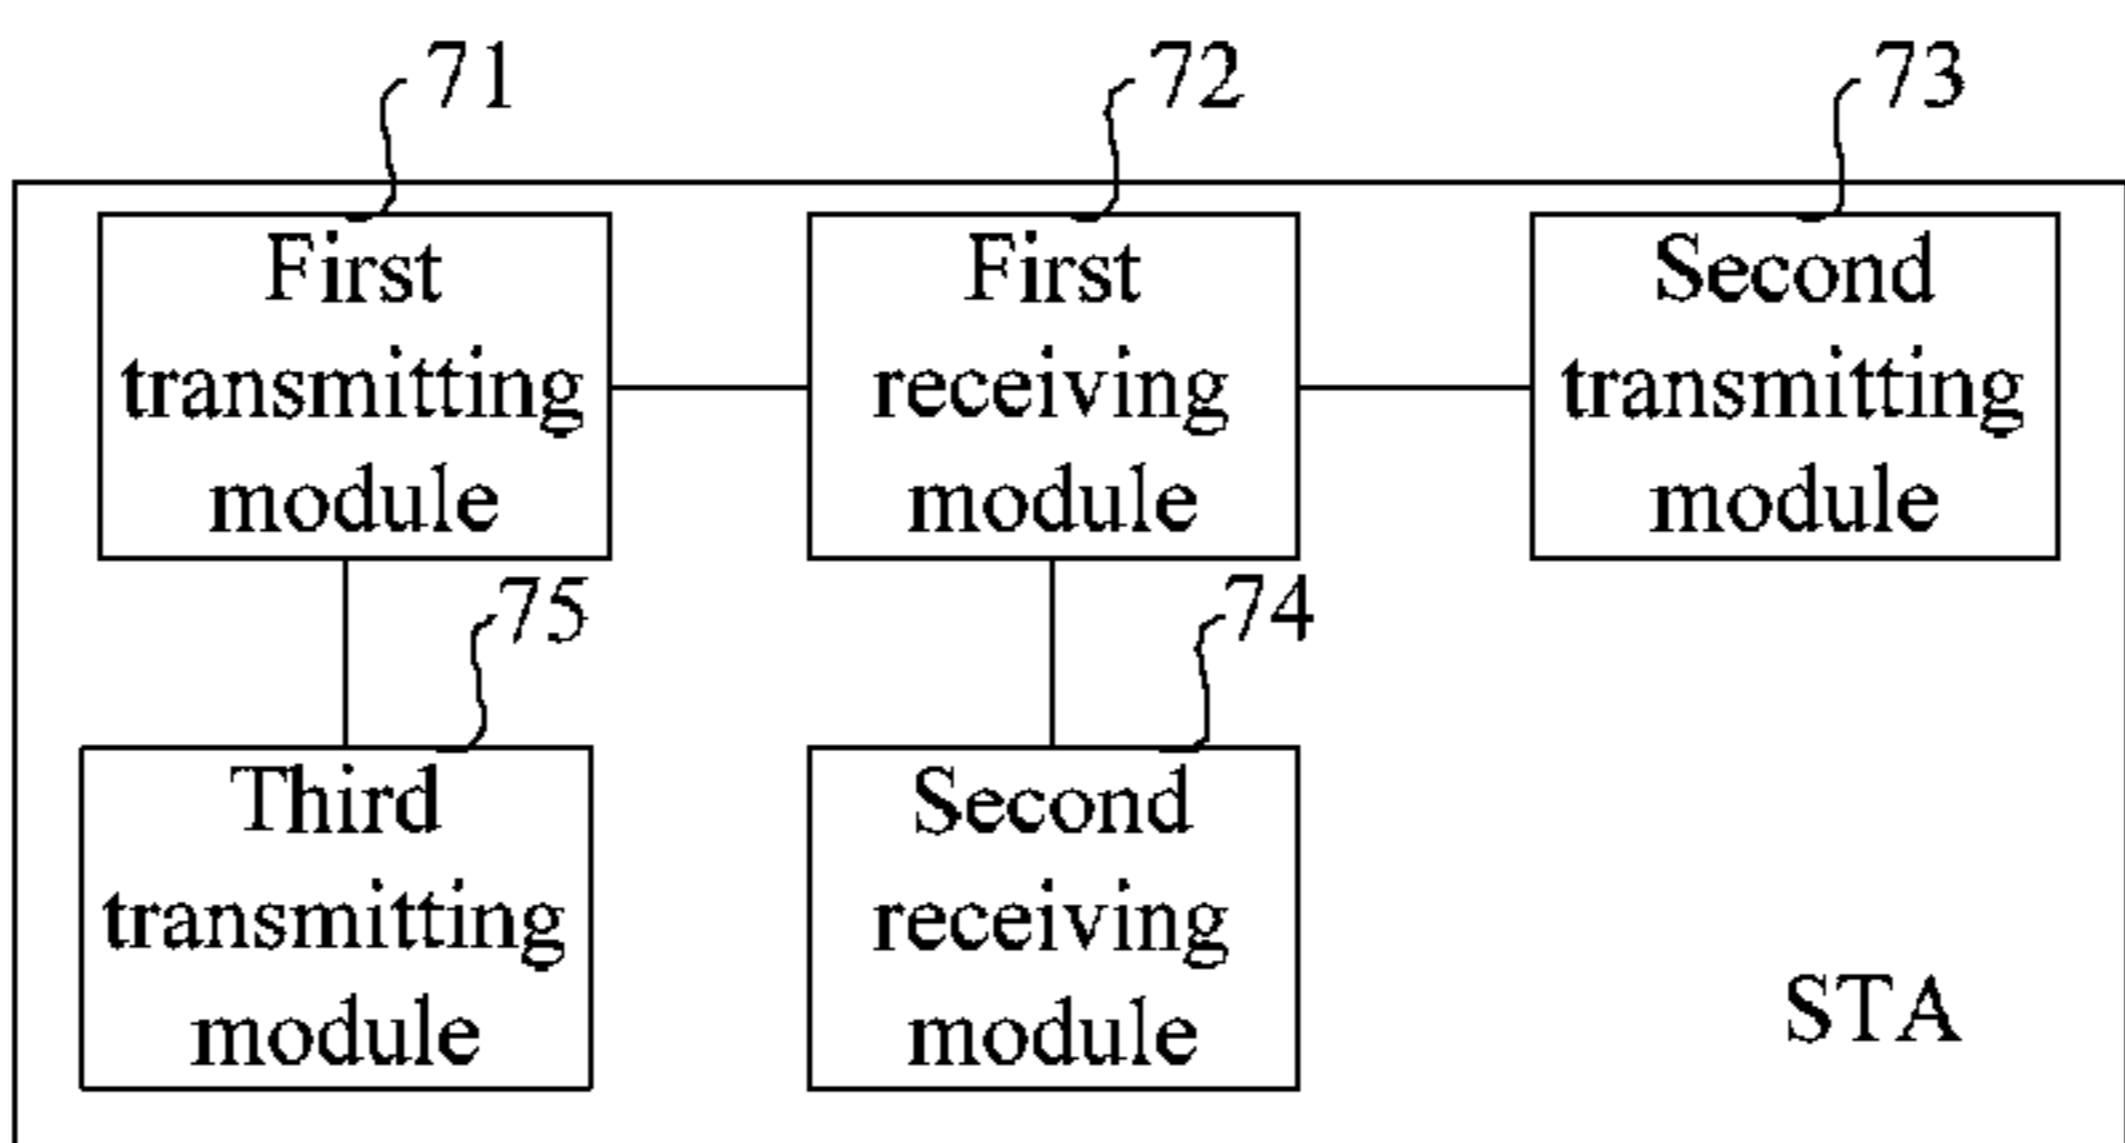 71
72
73
First
transmitting
module
First
receiving
module
Second
transmitting
module
75
74
Third
transmitting
module
Second
receiving
module
STA